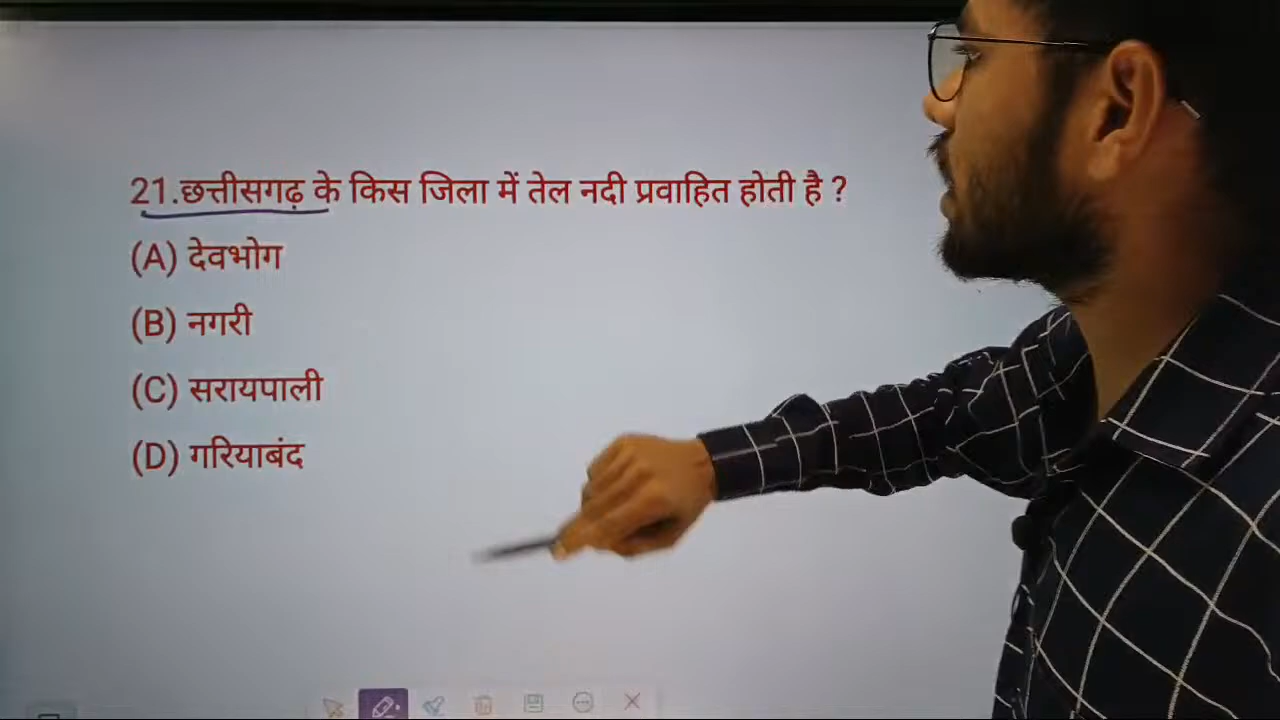 21.छत्तीसगढ़ के किस जिला में तेल नदी प्रवाहित होती है ?
(A) देवभोग
(B) नगरी
(C) सरायपाली
(D) गरियाबंद